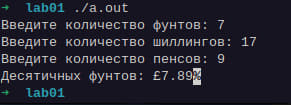 ➜ lab01 ./a.out
Введите количество фунтов: 7
Введите количество шиллингов: 17
Введите количество пенсов: 9
Десятичных фунтов: £7.89%
➜ lab01